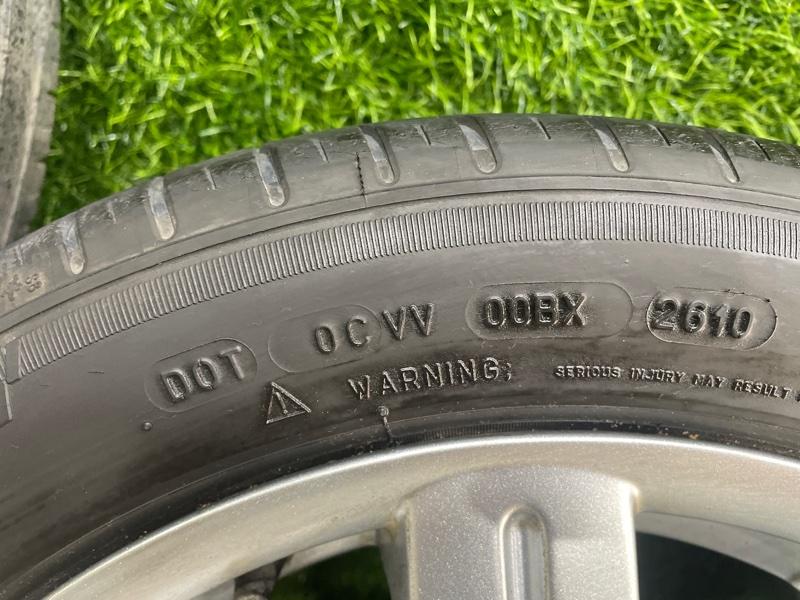 DOT 0C VV 00BX 2610
⚠ WARNING: SERIOUS INJURY MAY RESULT